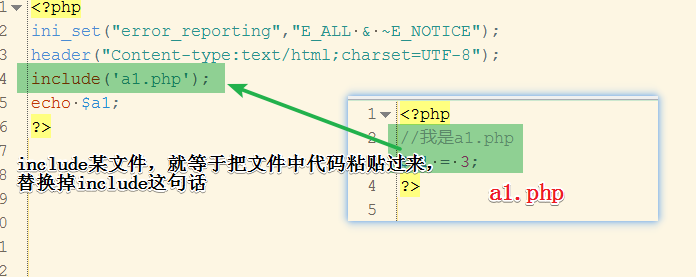 1 <?php
2 ini_set("error_reporting","E_ALL·&·~E_NOTICE");
3 header("Content-type:text/html;charset=UTF-8");
4 include('a1.php');
5 echo·$a1;
6 ?>
1 <?php
2 //我是a1.php
·=·3;
4 ?>
5
a1.php
include某文件，就等于把文件中代码粘贴过来，
替换掉include这句话